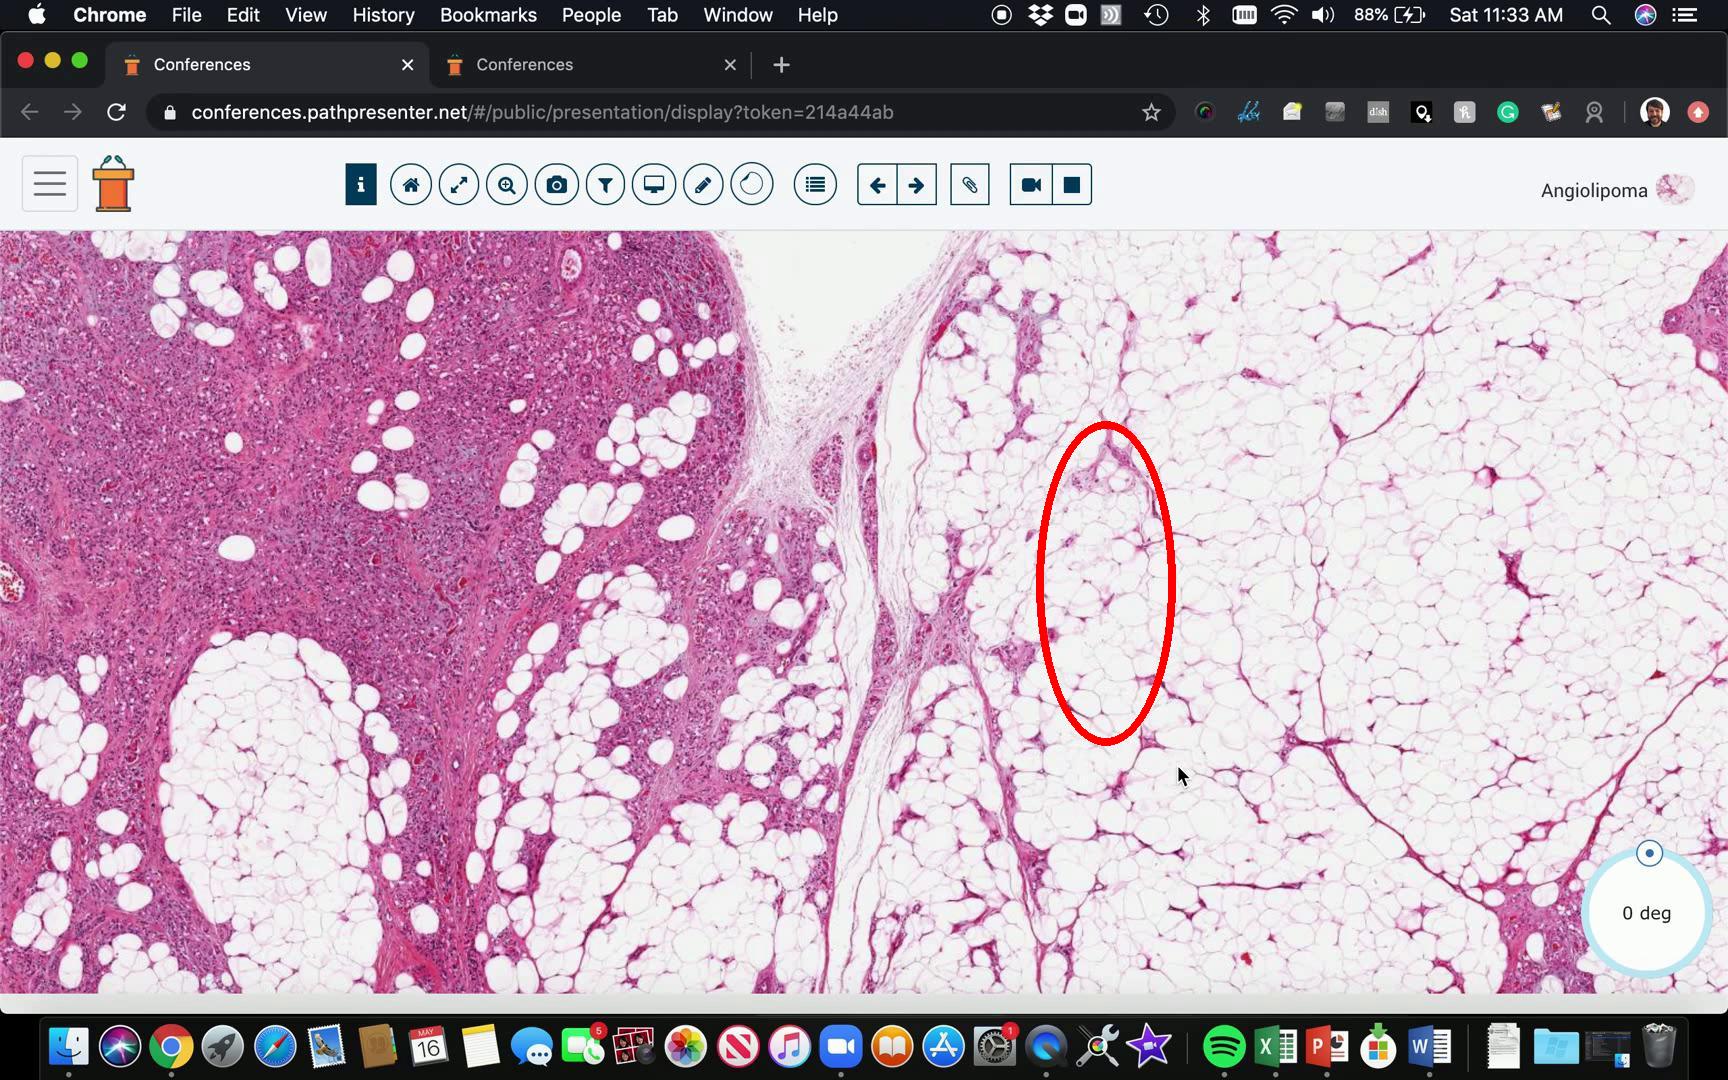 Chrome File Edit View History Bookmarks People Tab Window Help 88% Sat 11:33 AM
Conferences Conferences
conferences.pathpresenter.net/#/public/presentation/display?token=214a44ab
dish
h
G
i
Angiolipoma
0 deg
5
1
MAY
16
X P W